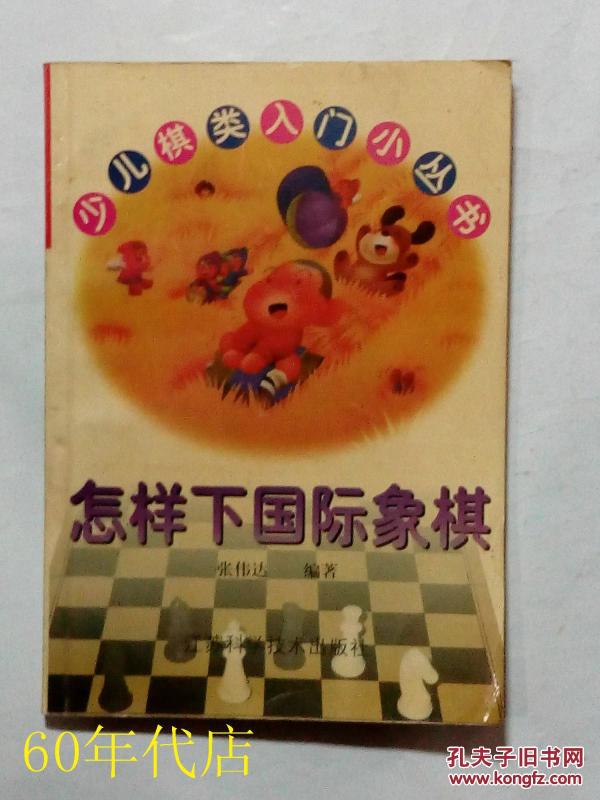 少儿棋类入门小丛书
怎样下国际象棋
张伟达 编著
江苏科学技术出版社
60年代店
孔夫子旧书网
www.kongfz.com